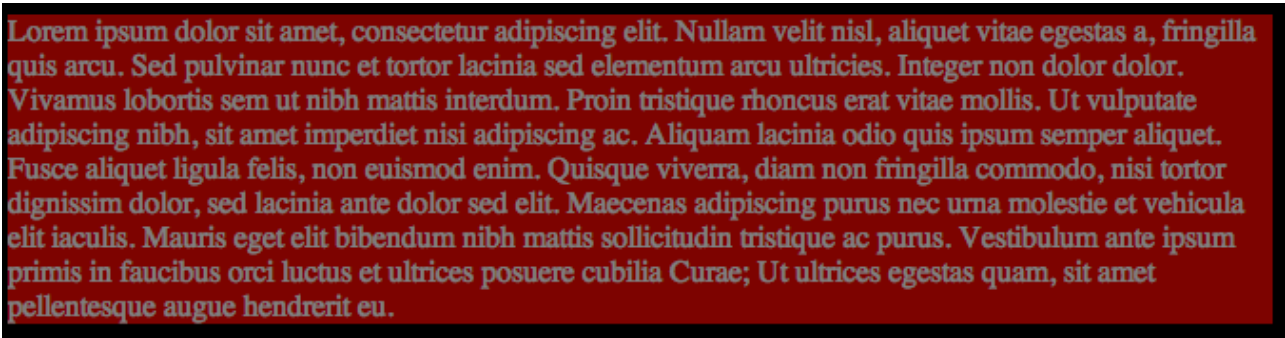 Lorem ipsum dolor sit amet, consectetur adipiscing elit. Nullam velit nisl, aliquet vitae egestas a, fringilla
quis arcu. Sed pulvinar nunc et tortor lacinia sed elementum arcu ultricies. Integer non dolor dolor.
Vivamus lobortis sem ut nibh mattis interdum. Proin tristique rhoncus erat vitae mollis. Ut vulputate
adipiscing nibh, sit amet imperdiet nisi adipiscing ac. Aliquam lacinia odio quis ipsum semper aliquet.
Fusce aliquet ligula felis, non euismod enim. Quisque viverra, diam non fringilla commodo, nisi tortor
dignissim dolor, sed lacinia ante dolor sed elit. Maecenas adipiscing purus nec urna molestie et vehicula
elit iaculis. Mauris eget elit bibendum nibh mattis sollicitudin tristique ac purus. Vestibulum ante ipsum
primis in faucibus orci luctus et ultrices posuere cubilia Curae; Ut ultrices egestas quam, sit amet
pellentesque augue hendrerit eu.